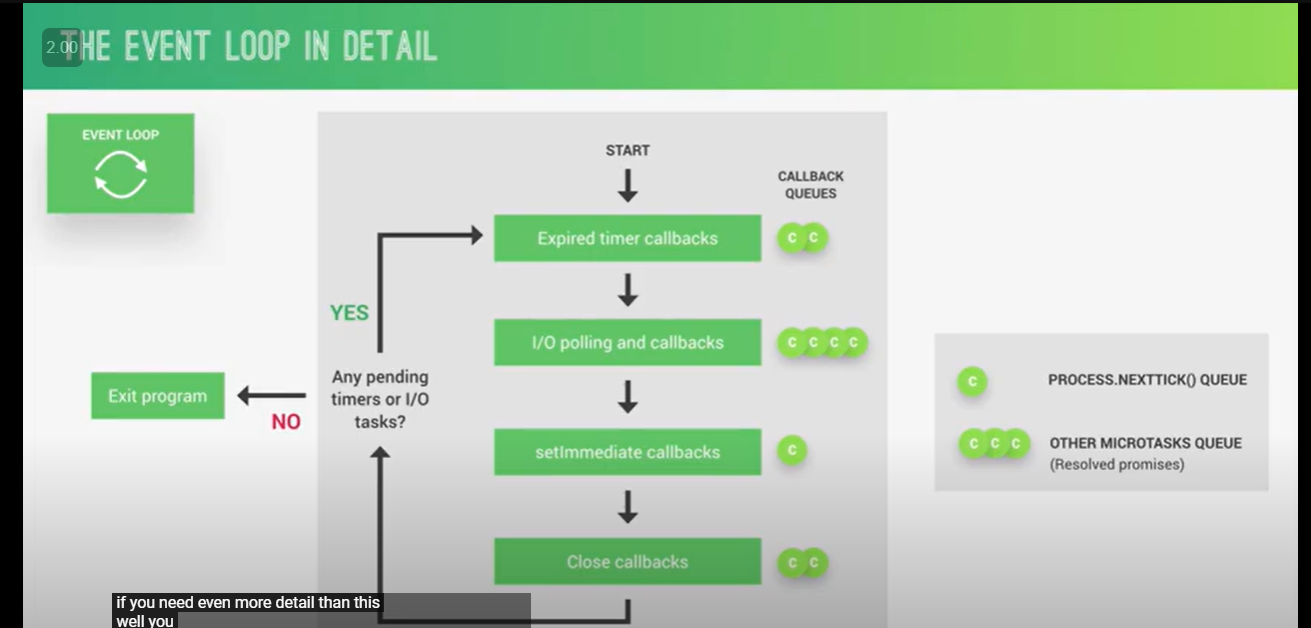 2.00
THE EVENT LOOP IN DETAIL
EVENT LOOP
START
CALLBACK
QUEUES
Expired timer callbacks
C C
YES
I/O polling and callbacks
C C C C
Any pending
timers or I/O
tasks?
Exit program
NO
setImmediate callbacks
C
Close callbacks
C C
C
PROCESS.NEXTTICK() QUEUE
C C C
OTHER MICROTASKS QUEUE
(Resolved promises)
if you need even more detail than this
well you